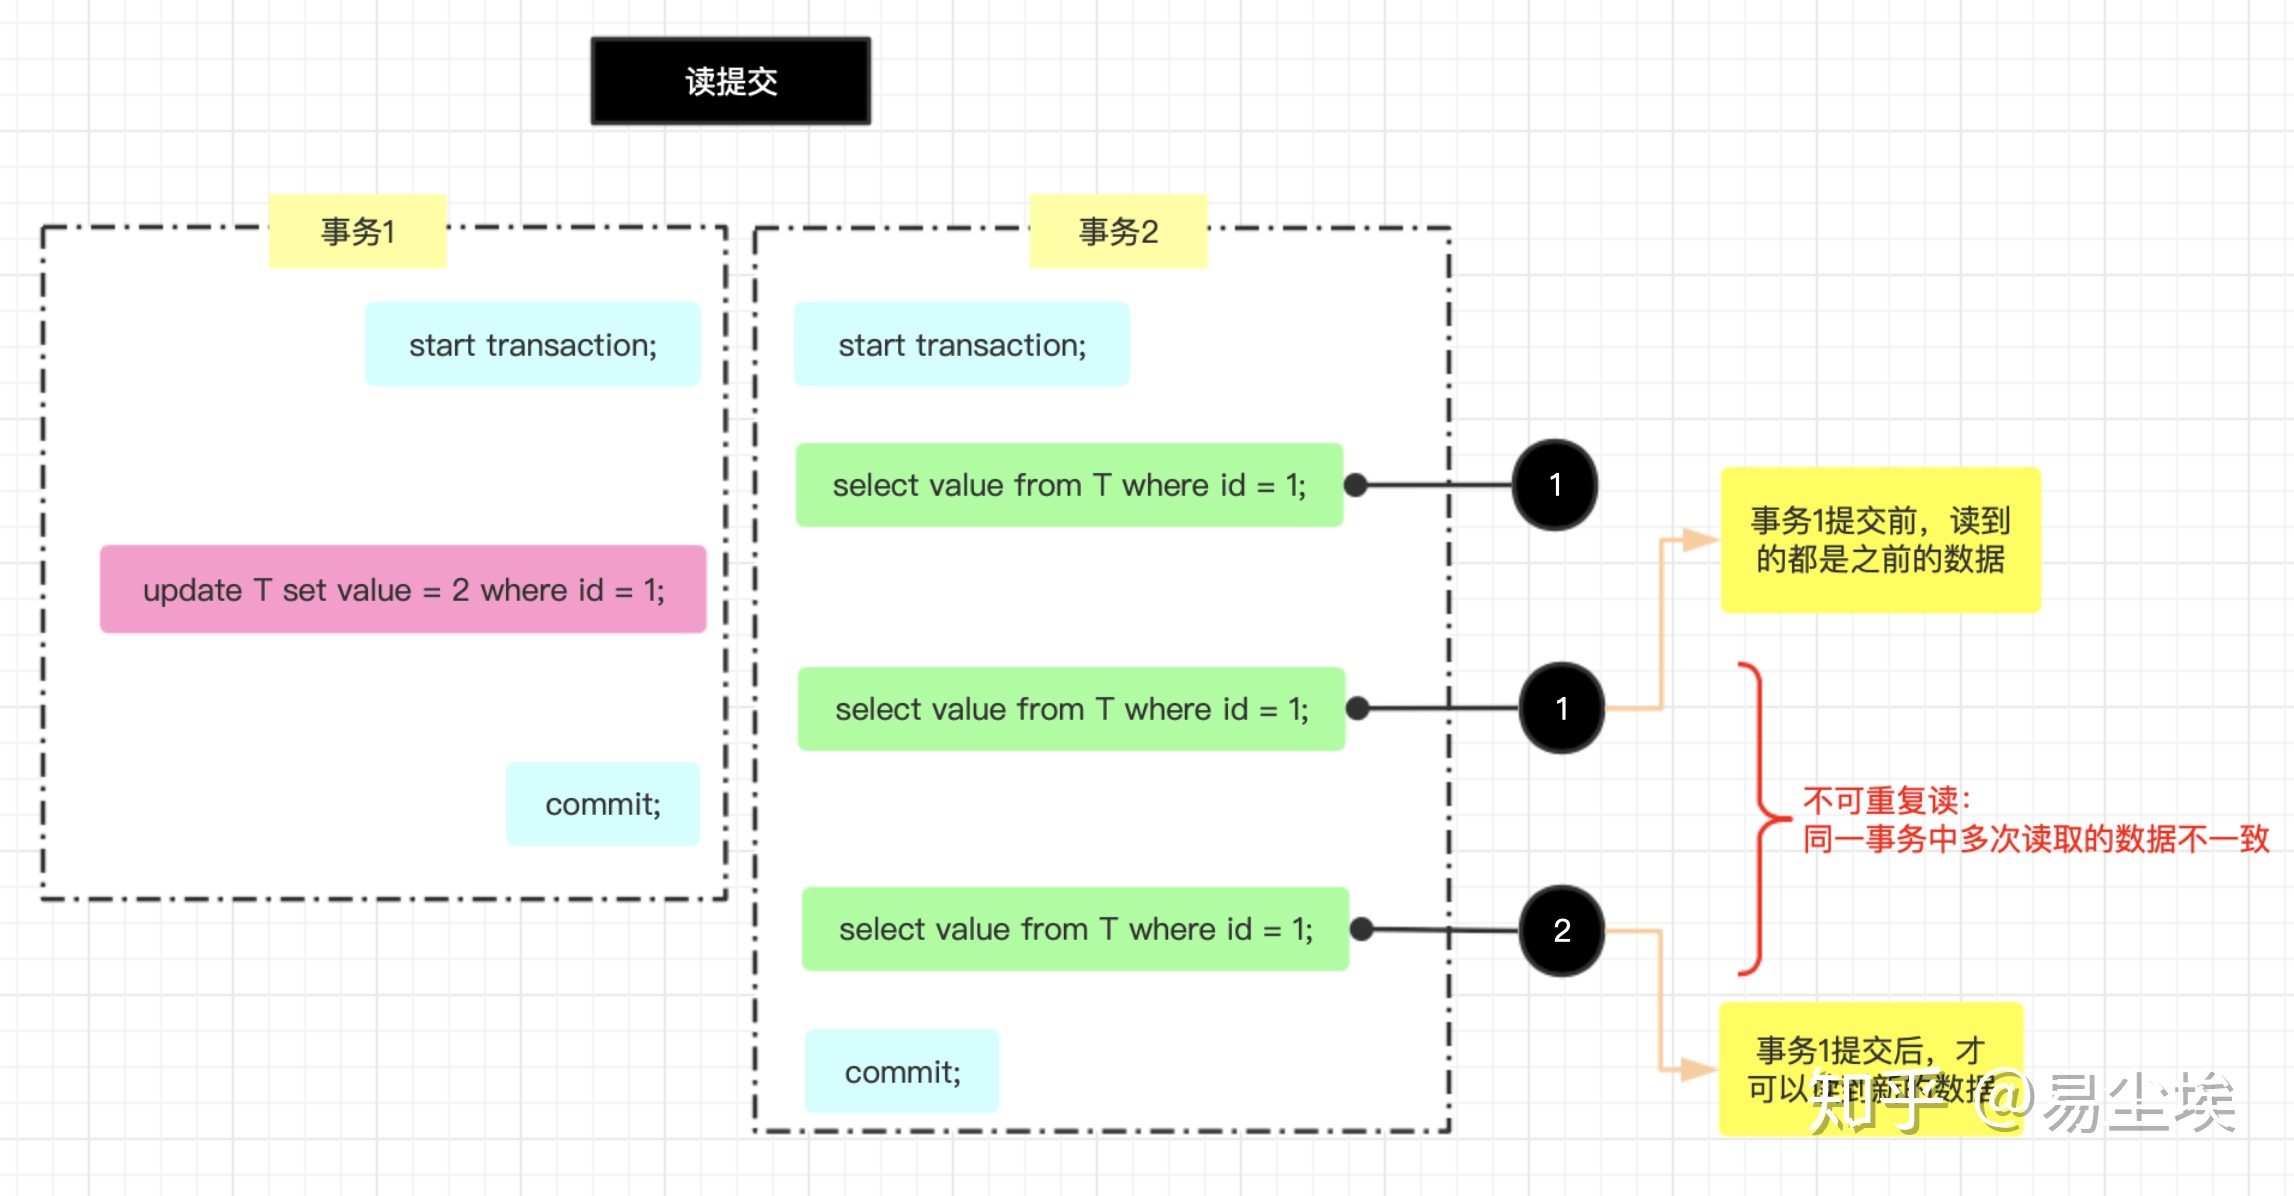 读提交
事务1
事务2
start transaction;
start transaction;
select value from T where id = 1;
1
事务1提交前，读到
的都是之前的数据
update T set value = 2 where id = 1;
select value from T where id = 1;
1
commit;
不可重复读：
同一事务中多次读取的数据不一致
select value from T where id = 1;
2
事务1提交后，才
可以读到新的数据
commit;
知乎 @易尘埃